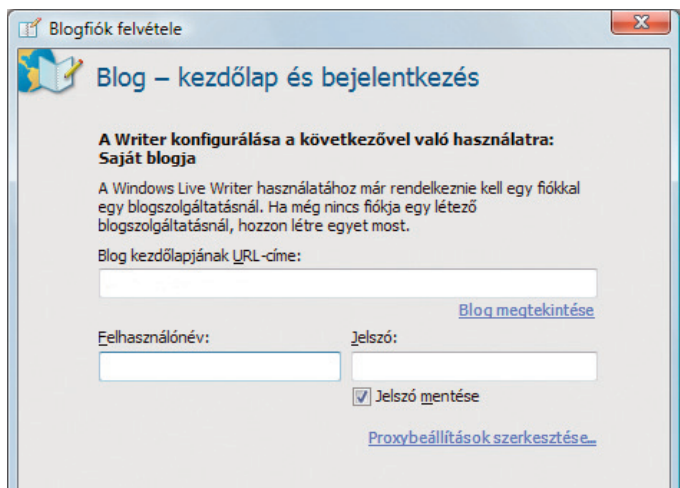 Blogfiók felvétele
Blog – kezdőlap és bejelentkezés
A Writer konfigurálása a következővel való használatra:
Saját blogja
A Windows Live Writer használatához már rendelkeznie kell egy fiókkal
egy blogszolgáltatásnál. Ha még nincs fiókja egy létező
blogszolgáltatásnál, hozzon létre egyet most.
Blog kezdőlapjának URL-címe:
Blog megtekintése
Felhasználónév:
Jelszó:
Jelszó mentése
Proxybeállítások szerkesztése...